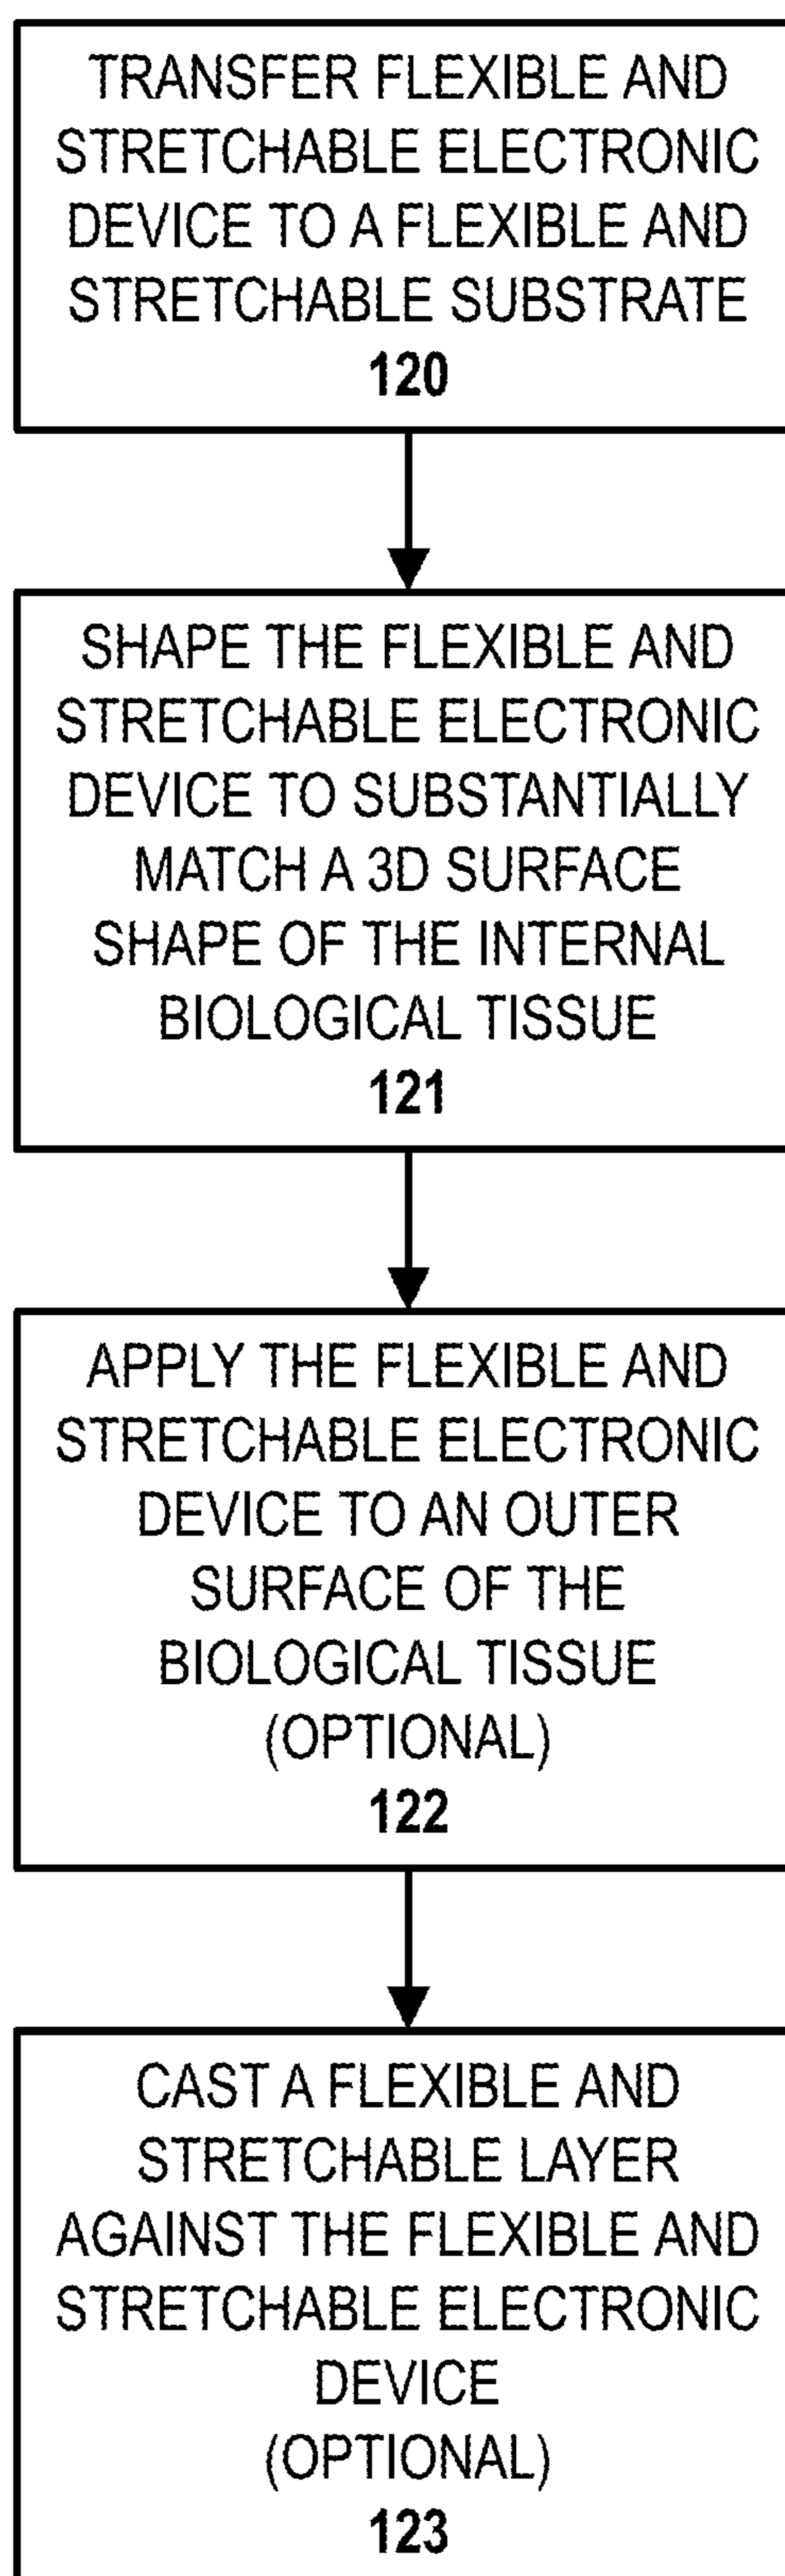 TRANSFER FLEXIBLE AND
STRETCHABLE ELECTRONIC
DEVICE TO A FLEXIBLE AND
STRETCHABLE SUBSTRATE
120
SHAPE THE FLEXIBLE AND
STRETCHABLE ELECTRONIC
DEVICE TO SUBSTANTIALLY
MATCH A 3D SURFACE
SHAPE OF THE INTERNAL
BIOLOGICAL TISSUE
121
APPLY THE FLEXIBLE AND
STRETCHABLE ELECTRONIC
DEVICE TO AN OUTER
SURFACE OF THE
BIOLOGICAL TISSUE
(OPTIONAL)
122
CAST A FLEXIBLE AND
STRETCHABLE LAYER
AGAINST THE FLEXIBLE AND
STRETCHABLE ELECTRONIC
DEVICE
(OPTIONAL)
123